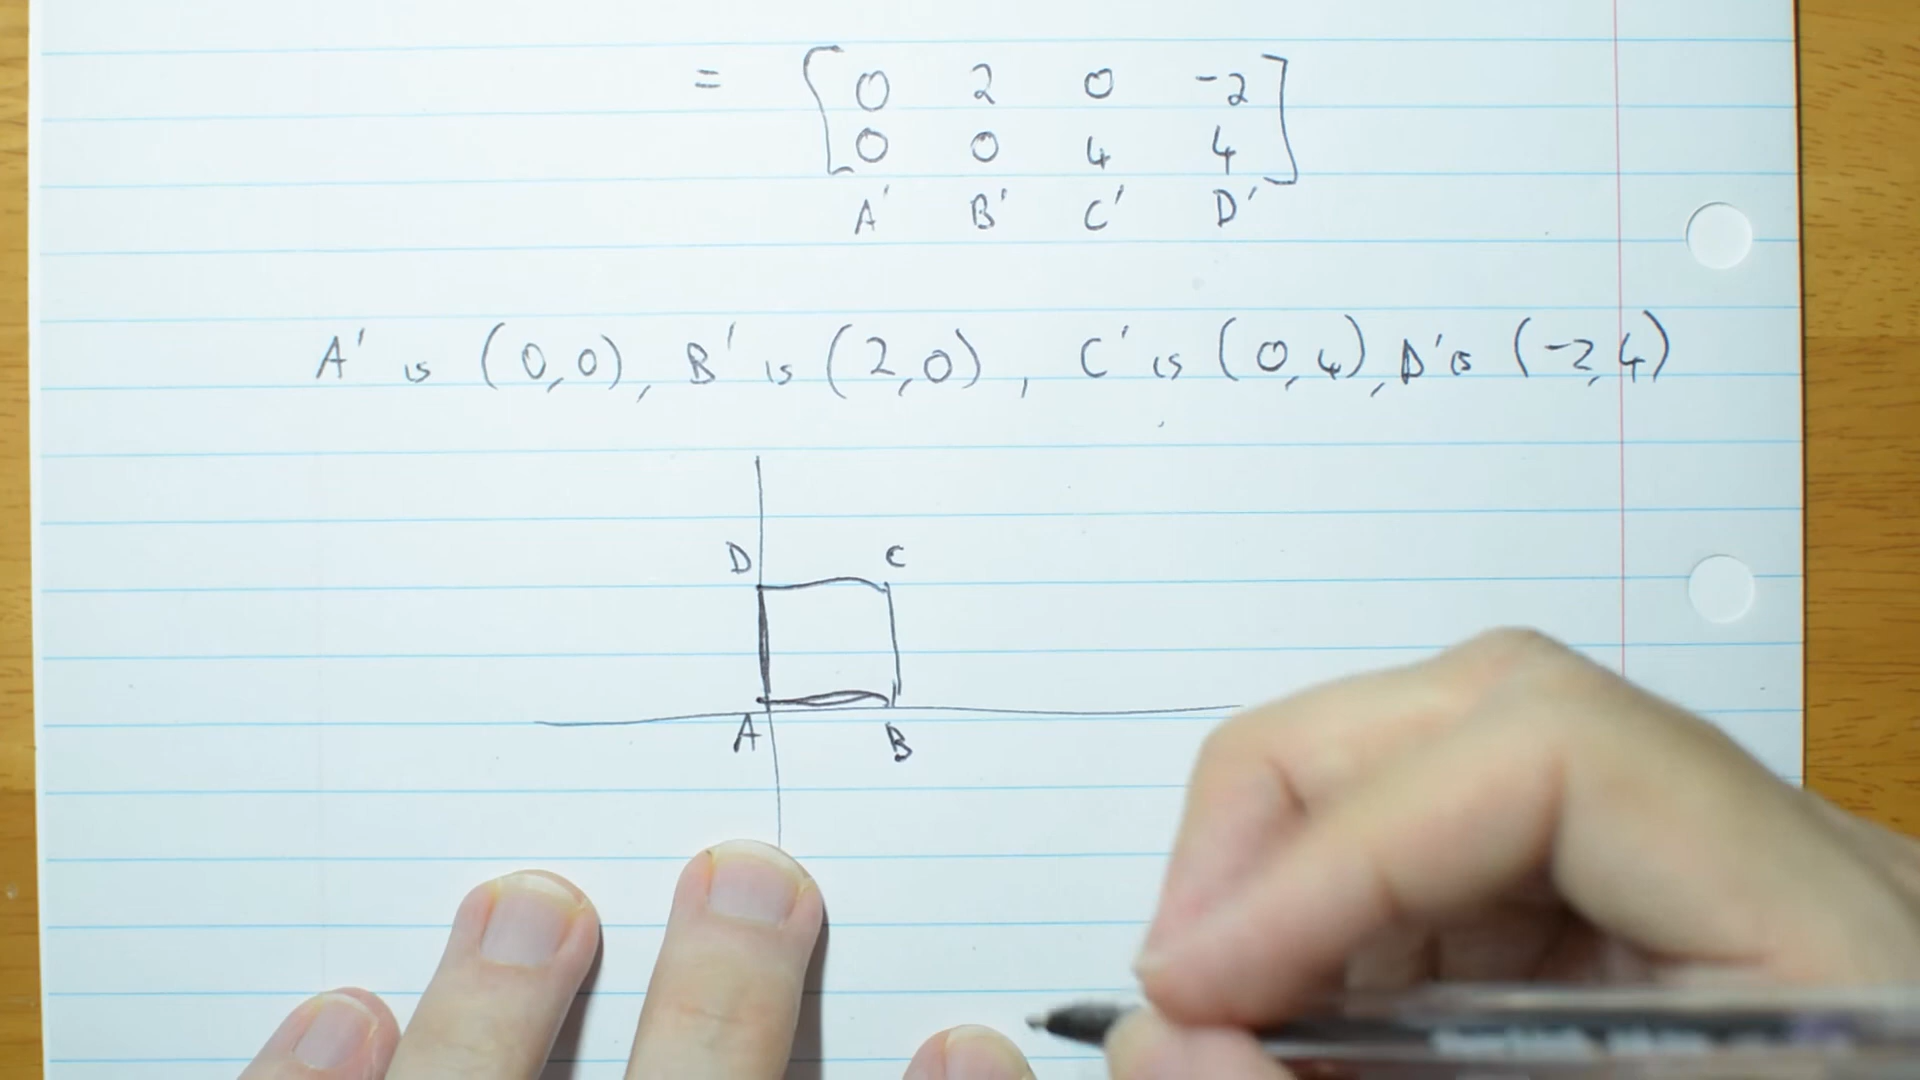 = [ 0 2 0 -2
0 0 4 4 ]
A' B' C' D'
A' is (0,0), B' is (2,0), C' is (0,4), D' is (-2,4)
D C
A B